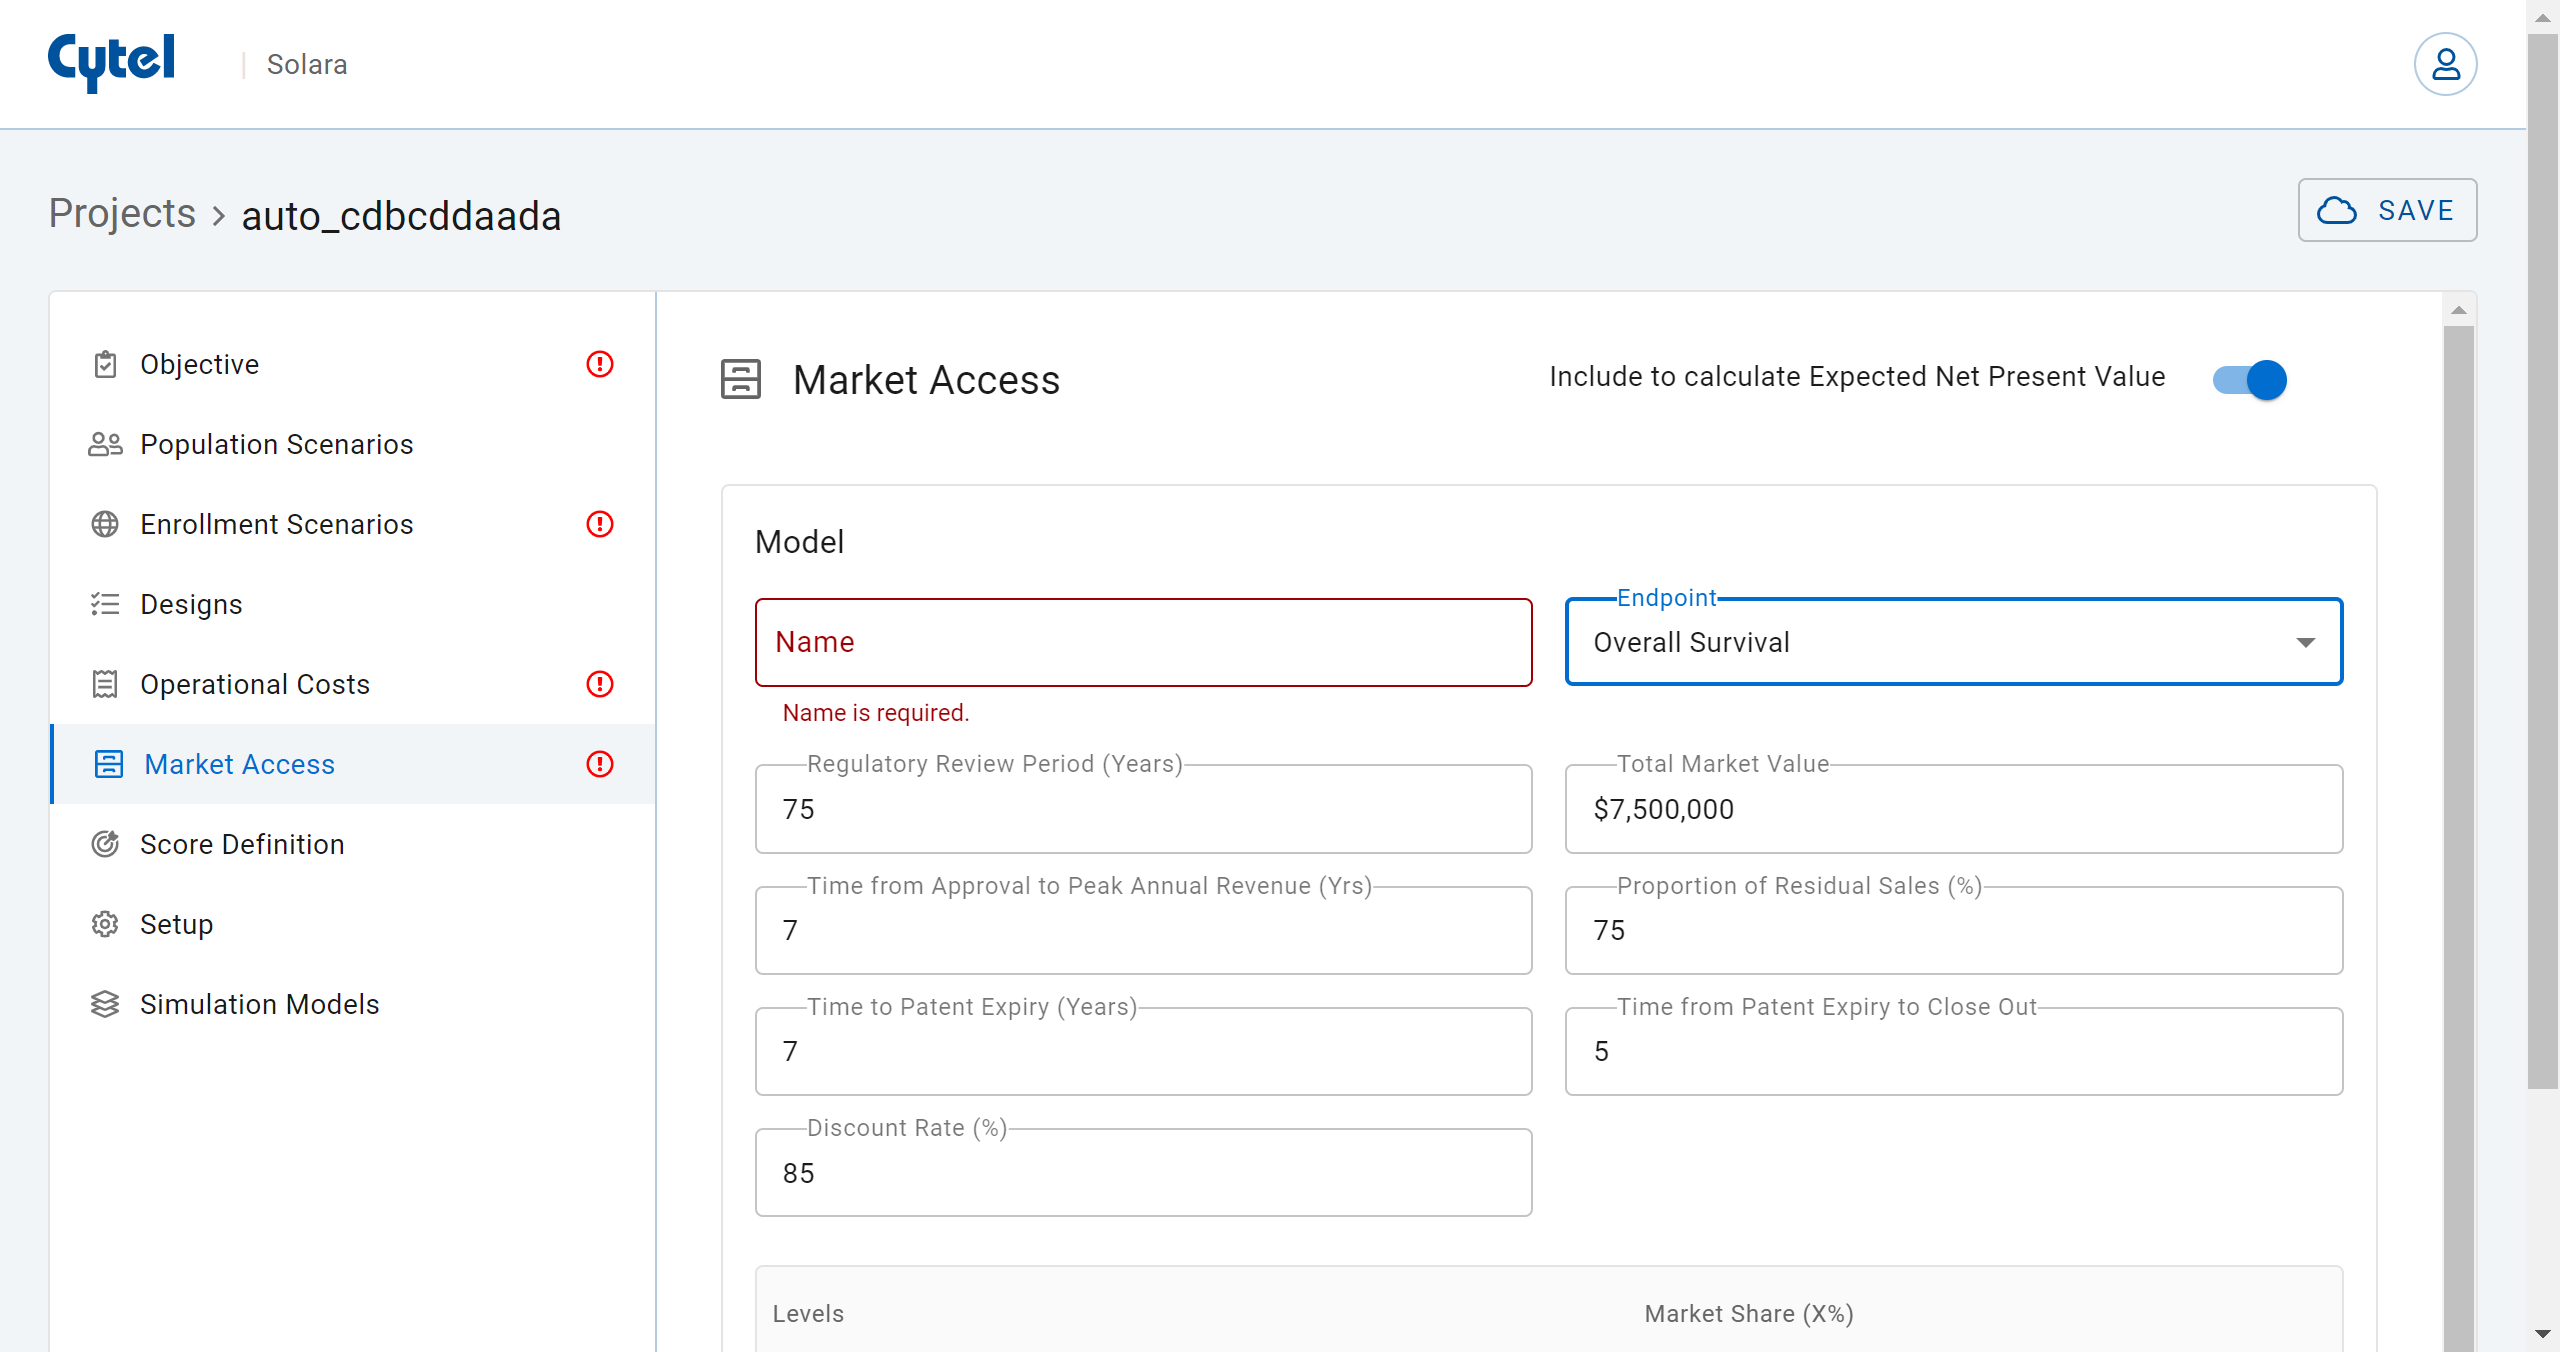 Cytel
| Solara
Projects > auto_cdbcddaada
SAVE
Objective
Population Scenarios
Enrollment Scenarios
Designs
Operational Costs
Market Access
Score Definition
Setup
Simulation Models
Market Access
Include to calculate Expected Net Present Value
Model
Name
Name is required.
Endpoint
Overall Survival
Regulatory Review Period (Years)
75
Total Market Value
$7,500,000
Time from Approval to Peak Annual Revenue (Yrs)
7
Proportion of Residual Sales (%)
75
Time to Patent Expiry (Years)
7
Time from Patent Expiry to Close Out
5
Discount Rate (%)
85
Levels
Market Share (X%)